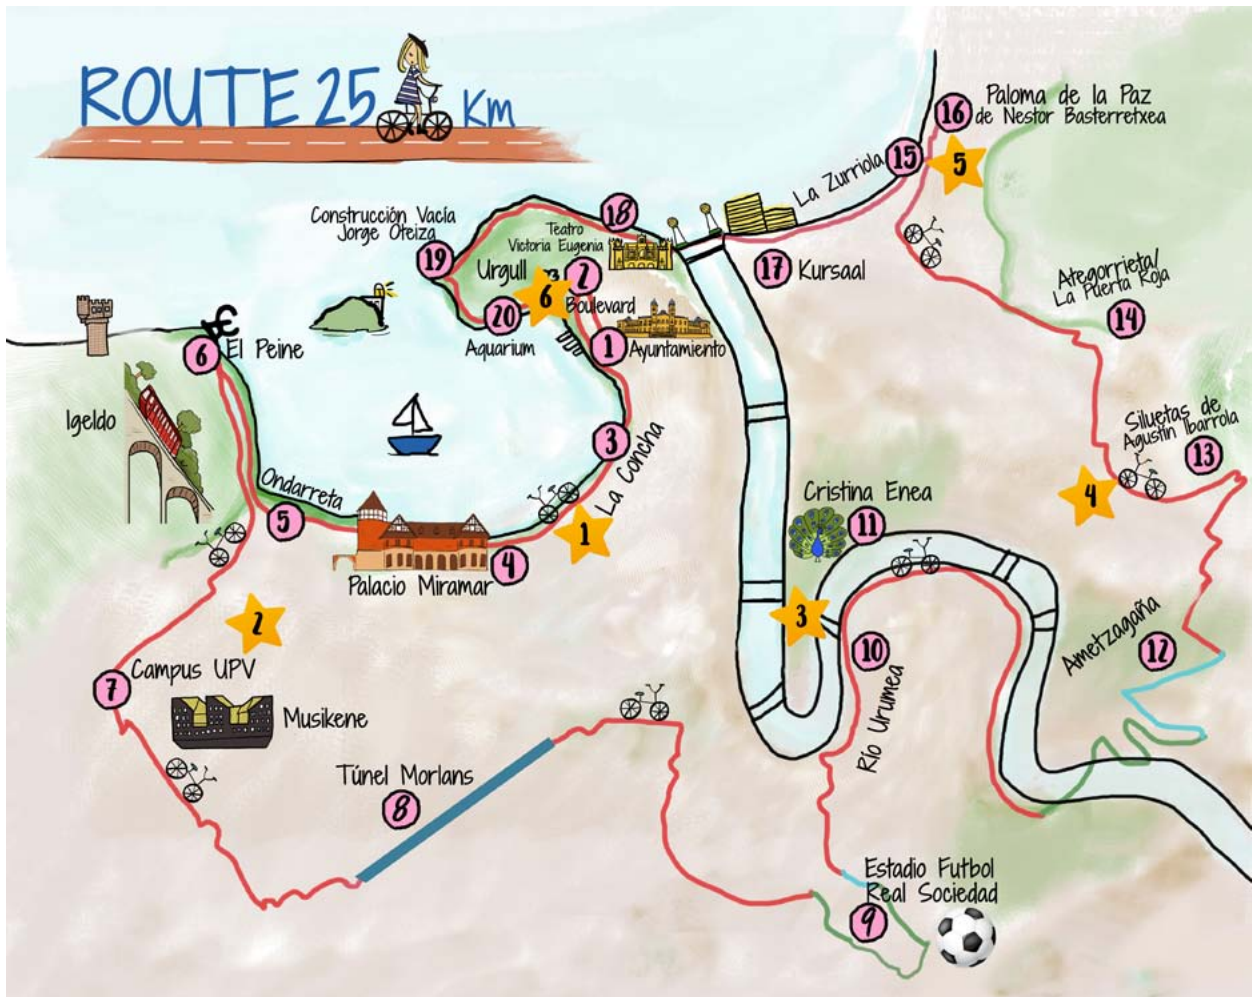 ROUTE 25 Km
16
Paloma de la Paz
de Nestor Basterretxea
15
5
La Zurriola
Construcción Vacía
Jorge Oteiza
19
18
Teatro
Victoria Eugenia
Urgull
2
6
Boulevard
20
Aquarium
1
Ayuntamiento
17
Kursaal
Ategorrieta/
La Puerta Roja
14
6
El Peine
Igeldo
3
La Concha
Siluetas de
Agustin Ibarrola
13
4
Ondarreta
5
1
Palacio Miramar
4
Cristina Enea
11
3
2
10
Río Urumea
Ametzagaña
12
7
Campus UPV
Musikene
Túnel Morlans
8
Estadio Futbol
Real Sociedad
9